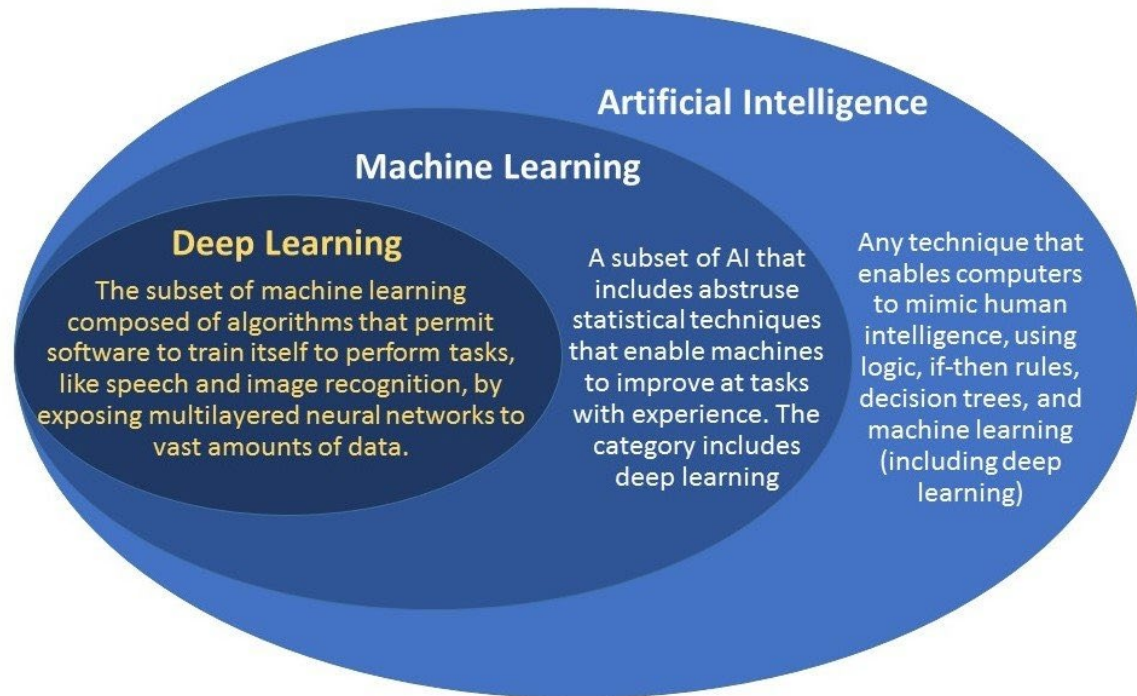 Artificial Intelligence
Machine Learning
Deep Learning
The subset of machine learning
composed of algorithms that permit
software to train itself to perform tasks,
like speech and image recognition, by
exposing multilayered neural networks to
vast amounts of data.
A subset of AI that
includes abstruse
statistical techniques
that enable machines
to improve at tasks
with experience. The
category includes
deep learning
Any technique that
enables computers
to mimic human
intelligence, using
logic, if-then rules,
decision trees, and
machine learning
(including deep
learning)